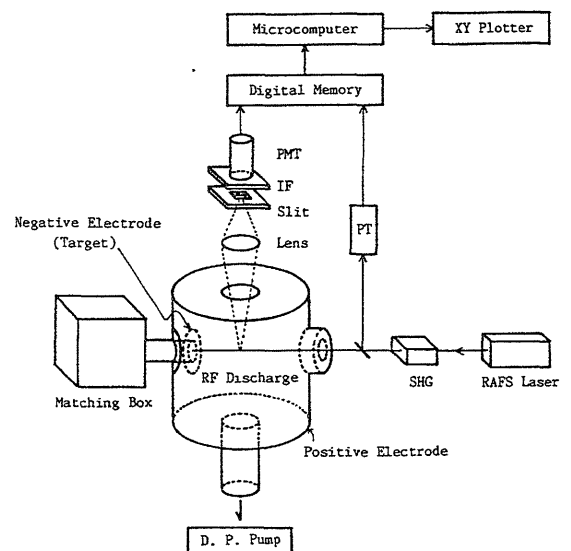 Microcomputer
XY Plotter
Digital Memory
PMT
IF
Slit
Negative Electrode
(Target)
Lens
PT
RF Discharge
Matching Box
SHG
RAFS Laser
Positive Electrode
D. P. Pump